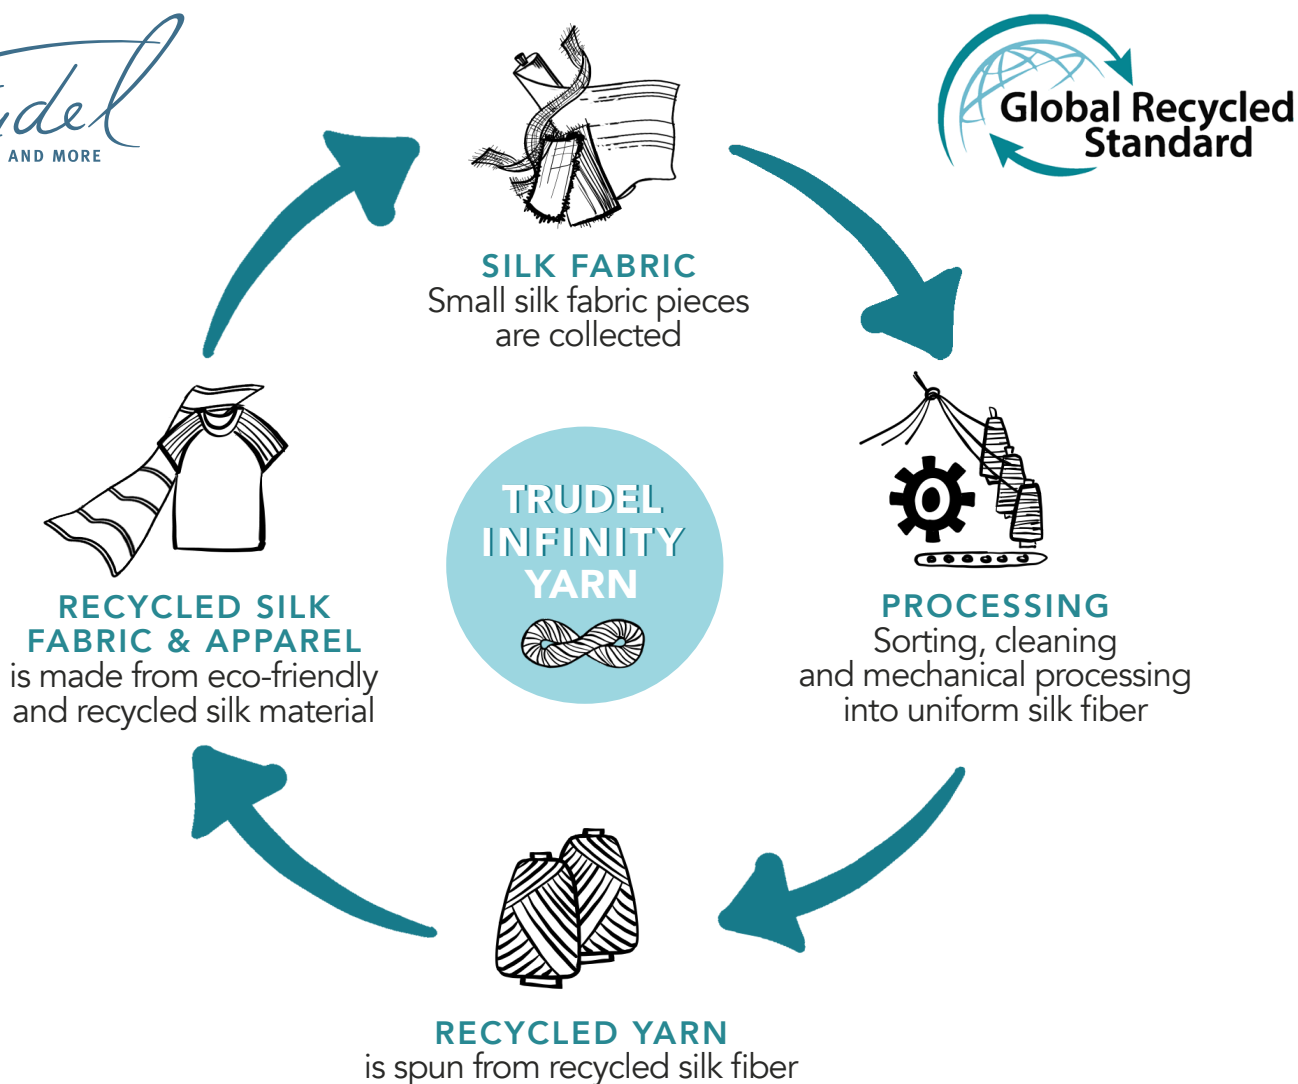 AND MORE
Global Recycled
Standard
SILK FABRIC
Small silk fabric pieces
are collected
TRUDEL
INFINITY
YARN
RECYCLED SILK
FABRIC & APPAREL
is made from eco-friendly
and recycled silk material
PROCESSING
Sorting, cleaning
and mechanical processing
into uniform silk fiber
RECYCLED YARN
is spun from recycled silk fiber